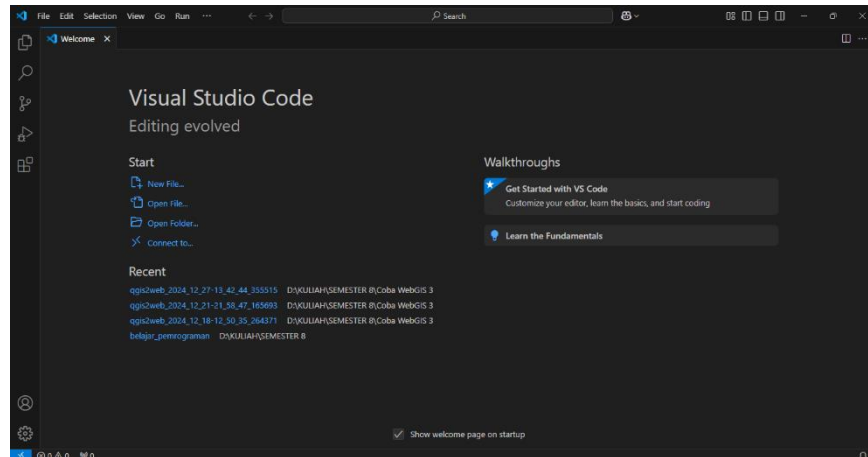 File Edit Selection View Go Run ··· Search
Welcome
Visual Studio Code
Editing evolved
Start
New File...
Open File...
Open Folder...
Connect to...
Recent
qgis2web_2024_12_27-13_42_44_355515 D:\KULIAH\SEMESTER 8\Coba WebGIS 3
qgis2web_2024_12_21-21_58_47_165693 D:\KULIAH\SEMESTER 8\Coba WebGIS 3
qgis2web_2024_12_18-12_50_35_264371 D:\KULIAH\SEMESTER 8\Coba WebGIS 3
belajar_pemrograman D:\KULIAH\SEMESTER 8
Walkthroughs
Get Started with VS Code
Customize your editor, learn the basics, and start coding
Learn the Fundamentals
Show welcome page on startup
0 0 0